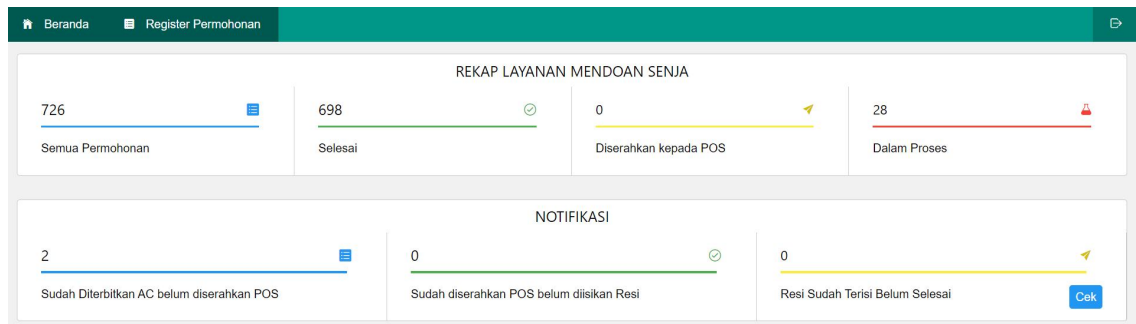 Beranda Register Permohonan
REKAP LAYANAN MENDOAN SENJA
726 698 0 28
Semua Permohonan Selesai Diserahkan kepada POS Dalam Proses
NOTIFIKASI
2 0 0
Sudah Diterbitkan AC belum diserahkan POS Sudah diserahkan POS belum diisikan Resi Resi Sudah Terisi Belum Selesai Cek